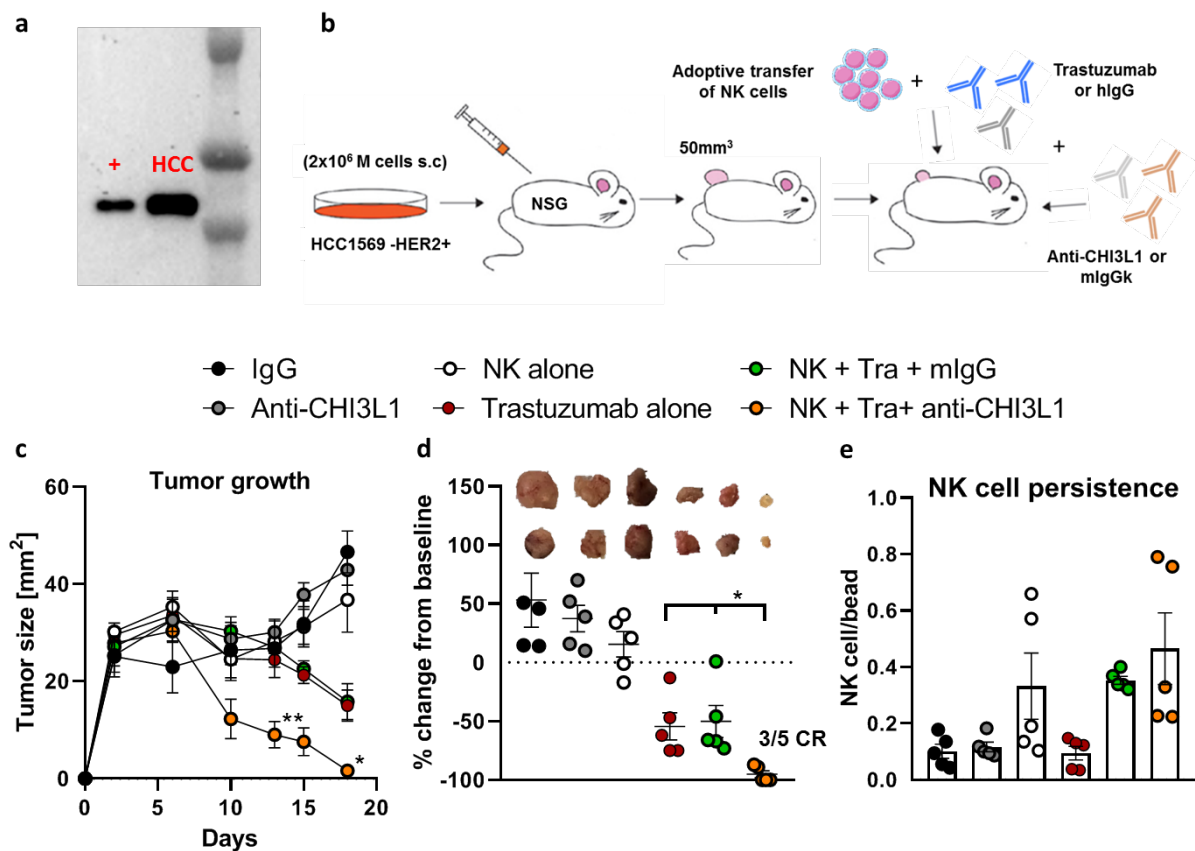 a
+
HCC
b
(2x10⁶ M cells s.c)
HCC1569 -HER2+
NSG
50mm³
Adoptive transfer
of NK cells
+
Trastuzumab
or hIgG
+
Anti-CHI3L1 or
mIgGk
IgG
NK alone
NK + Tra + mIgG
Anti-CHI3L1
Trastuzumab alone
NK + Tra+ anti-CHI3L1
c
Tumor growth
Tumor size [mm²]
60
40
20
0
0
5
10
15
20
Days
**
*
d
% change from baseline
150
100
50
0
-50
-100
*
3/5 CR
e
NK cell persistence
NK cell/bead
1.0
0.8
0.6
0.4
0.2
0.0